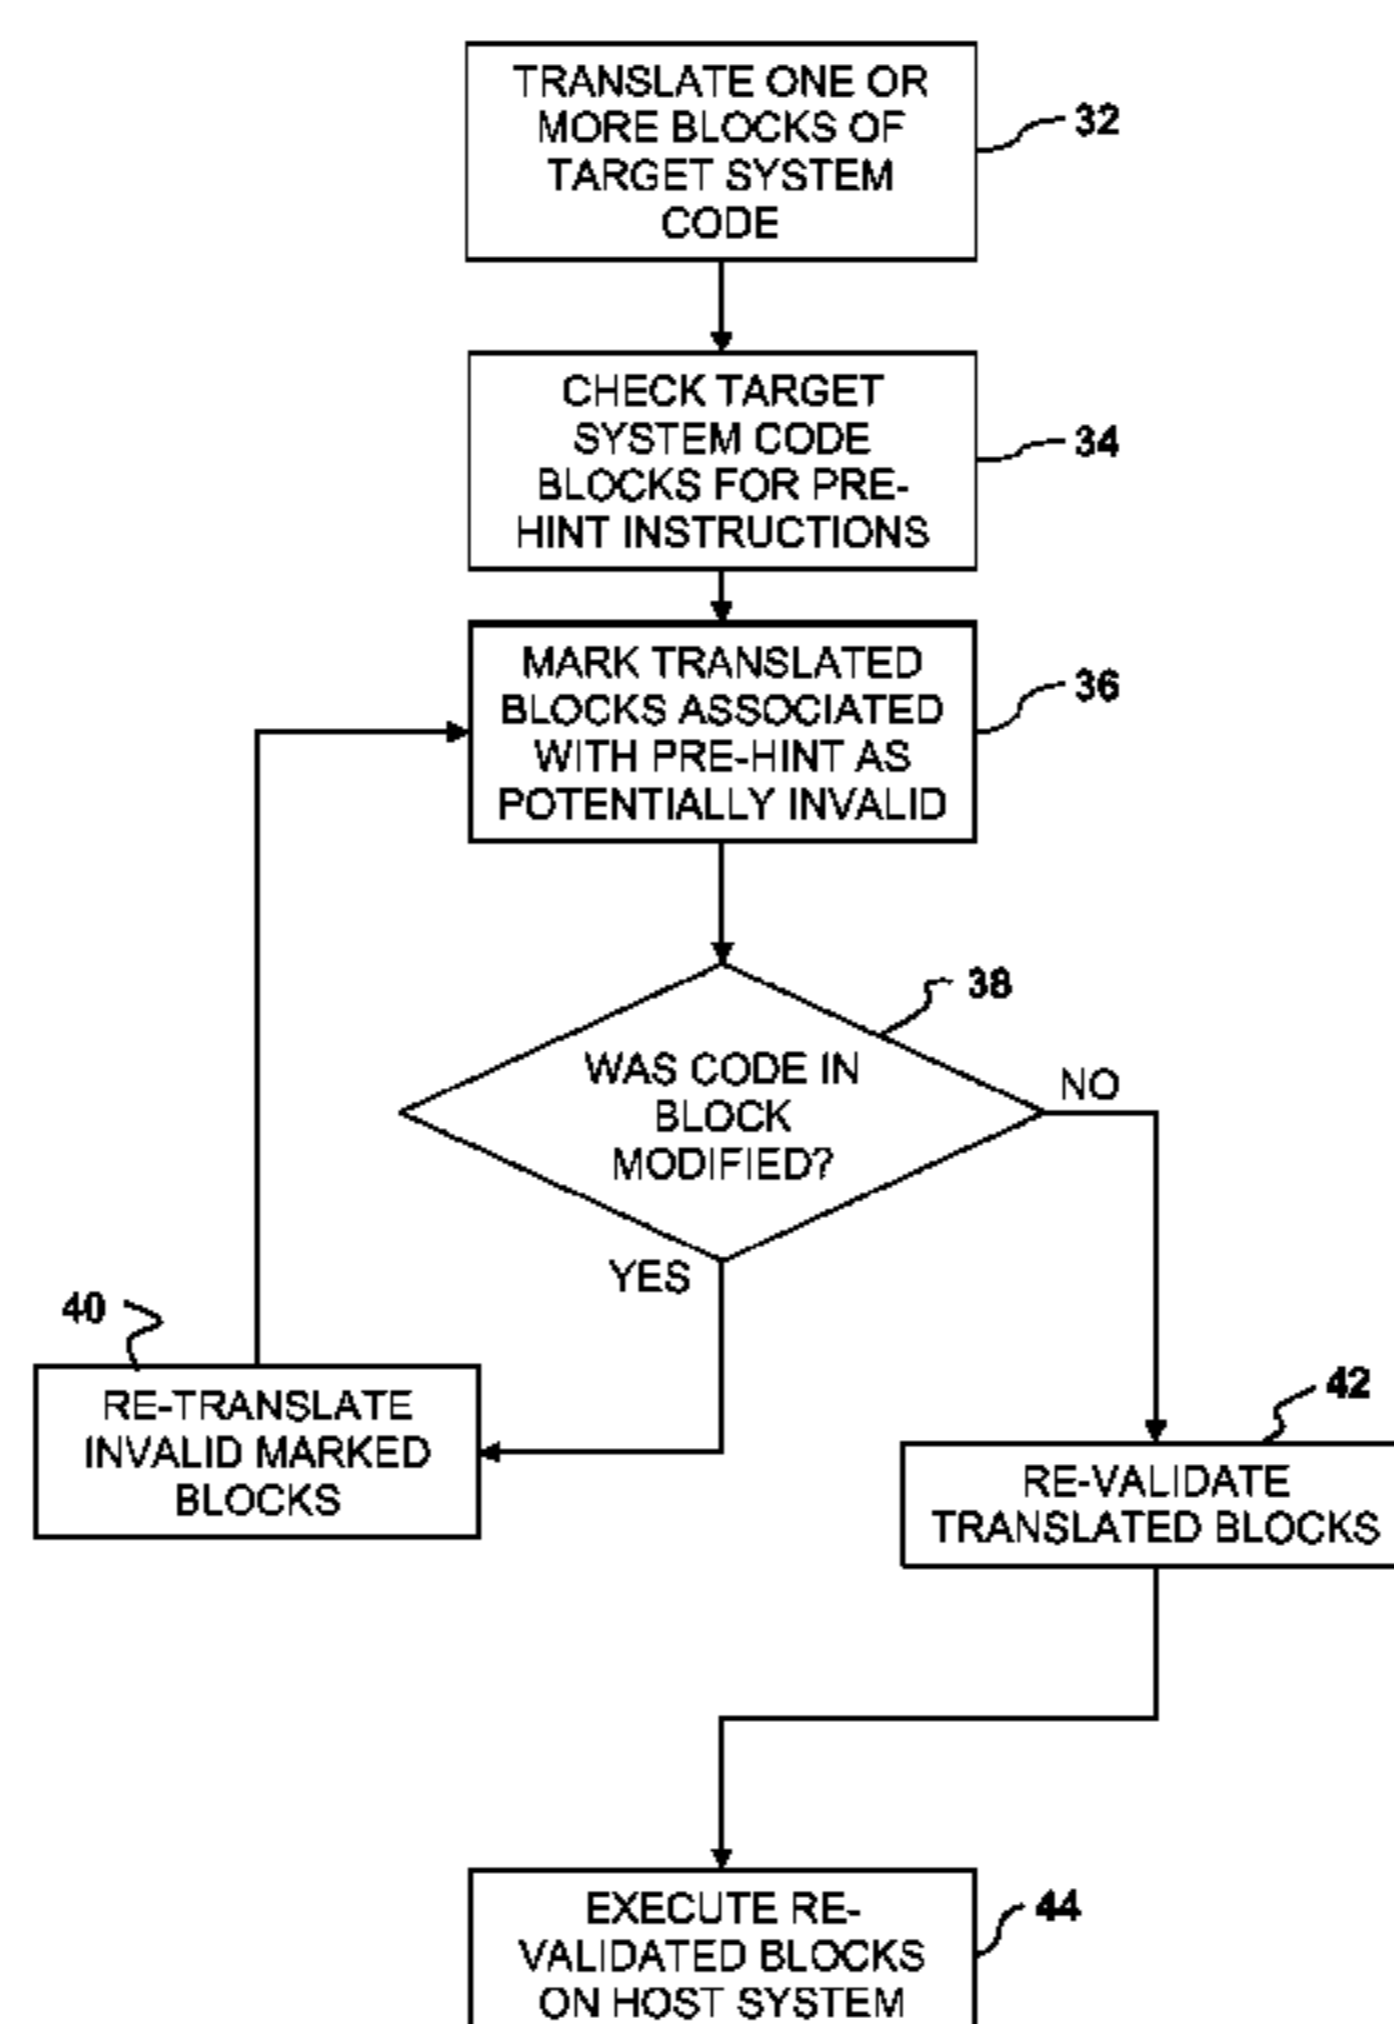 TRANSLATE ONE OR
MORE BLOCKS OF
TARGET SYSTEM
CODE
32
CHECK TARGET
SYSTEM CODE
BLOCKS FOR PRE-
HINT INSTRUCTIONS
34
MARK TRANSLATED
BLOCKS ASSOCIATED
WITH PRE-HINT AS
POTENTIALLY INVALID
36
38
WAS CODE IN
BLOCK
MODIFIED?
NO
YES
40
RE-TRANSLATE
INVALID MARKED
BLOCKS
42
RE-VALIDATE
TRANSLATED BLOCKS
EXECUTE RE-
VALIDATED BLOCKS
ON HOST SYSTEM
44